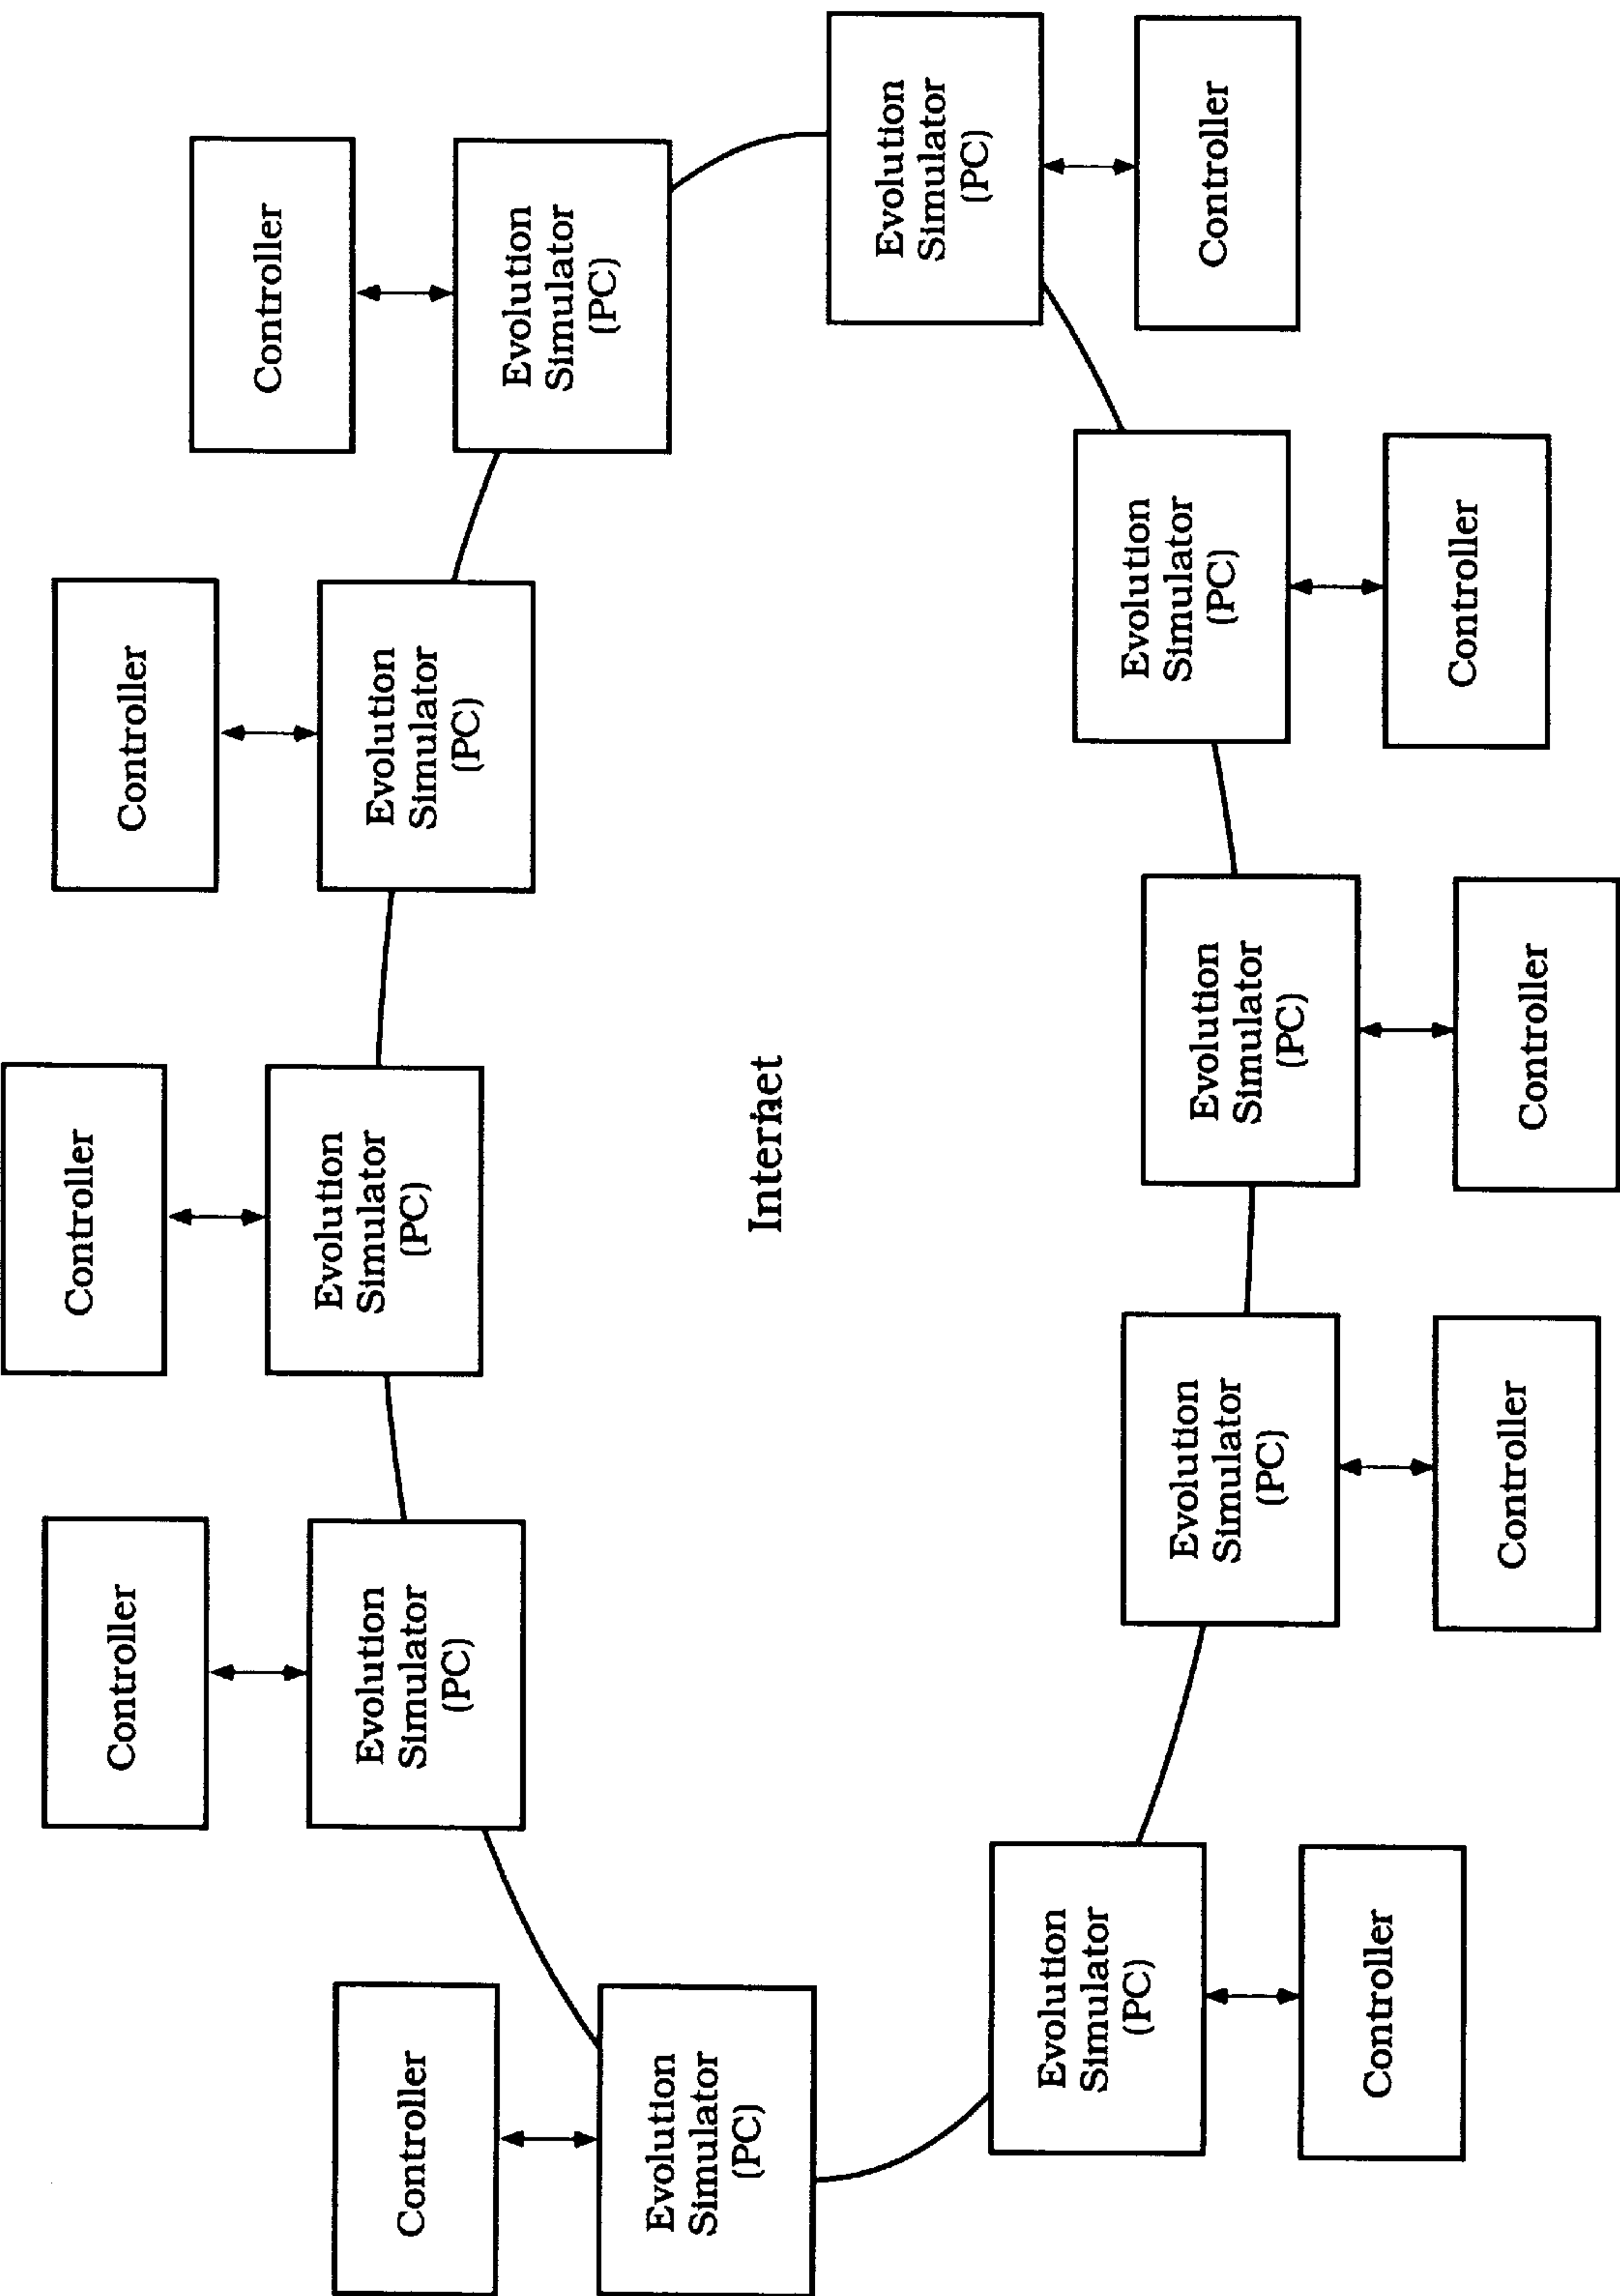 Controller
Evolution
Simulator
(PC)
Controller
Evolution
Simulator
(PC)
Controller
Evolution
Simulator
(PC)
Controller
Evolution
Simulator
(PC)
Controller
Evolution
Simulator
(PC)
Internet
Evolution
Simulator
(PC)
Controller
Evolution
Simulator
(PC)
Controller
Evolution
Simulator
(PC)
Controller
Evolution
Simulator
(PC)
Controller
Evolution
Simulator
(PC)
Controller